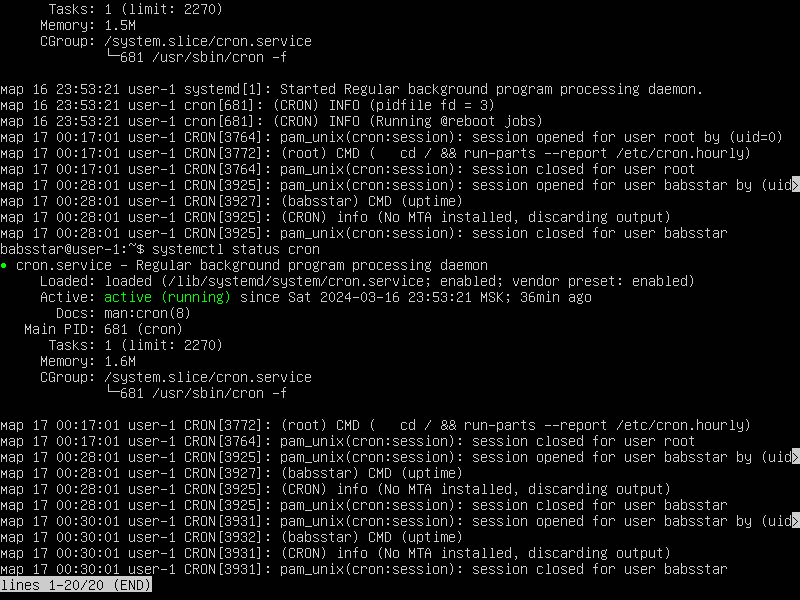 Tasks: 1 (limit: 2270)
Memory: 1.5M
CGroup: /system.slice/cron.service
└─681 /usr/sbin/cron -f
мар 16 23:53:21 user-1 systemd[1]: Started Regular background program processing daemon.
мар 16 23:53:21 user-1 cron[681]: (CRON) INFO (pidfile fd = 3)
мар 16 23:53:21 user-1 cron[681]: (CRON) INFO (Running @reboot jobs)
мар 17 00:17:01 user-1 CRON[3764]: pam_unix(cron:session): session opened for user root by (uid=0)
мар 17 00:17:01 user-1 CRON[3772]: (root) CMD (   cd / && run-parts --report /etc/cron.hourly)
мар 17 00:17:01 user-1 CRON[3764]: pam_unix(cron:session): session closed for user root
мар 17 00:28:01 user-1 CRON[3925]: pam_unix(cron:session): session opened for user babsstar by (uid>
мар 17 00:28:01 user-1 CRON[3927]: (babsstar) CMD (uptime)
мар 17 00:28:01 user-1 CRON[3925]: (CRON) info (No MTA installed, discarding output)
мар 17 00:28:01 user-1 CRON[3925]: pam_unix(cron:session): session closed for user babsstar
babsstar@user-1:~$ systemctl status cron
● cron.service - Regular background program processing daemon
Loaded: loaded (/lib/systemd/system/cron.service; enabled; vendor preset: enabled)
Active: active (running) since Sat 2024-03-16 23:53:21 MSK; 36min ago
Docs: man:cron(8)
Main PID: 681 (cron)
Tasks: 1 (limit: 2270)
Memory: 1.6M
CGroup: /system.slice/cron.service
└─681 /usr/sbin/cron -f
мар 17 00:17:01 user-1 CRON[3772]: (root) CMD (   cd / && run-parts --report /etc/cron.hourly)
мар 17 00:17:01 user-1 CRON[3764]: pam_unix(cron:session): session closed for user root
мар 17 00:28:01 user-1 CRON[3925]: pam_unix(cron:session): session opened for user babsstar by (uid>
мар 17 00:28:01 user-1 CRON[3927]: (babsstar) CMD (uptime)
мар 17 00:28:01 user-1 CRON[3925]: (CRON) info (No MTA installed, discarding output)
мар 17 00:28:01 user-1 CRON[3925]: pam_unix(cron:session): session closed for user babsstar
мар 17 00:30:01 user-1 CRON[3931]: pam_unix(cron:session): session opened for user babsstar by (uid>
мар 17 00:30:01 user-1 CRON[3932]: (babsstar) CMD (uptime)
мар 17 00:30:01 user-1 CRON[3931]: (CRON) info (No MTA installed, discarding output)
мар 17 00:30:01 user-1 CRON[3931]: pam_unix(cron:session): session closed for user babsstar
lines 1-20/20 (END)